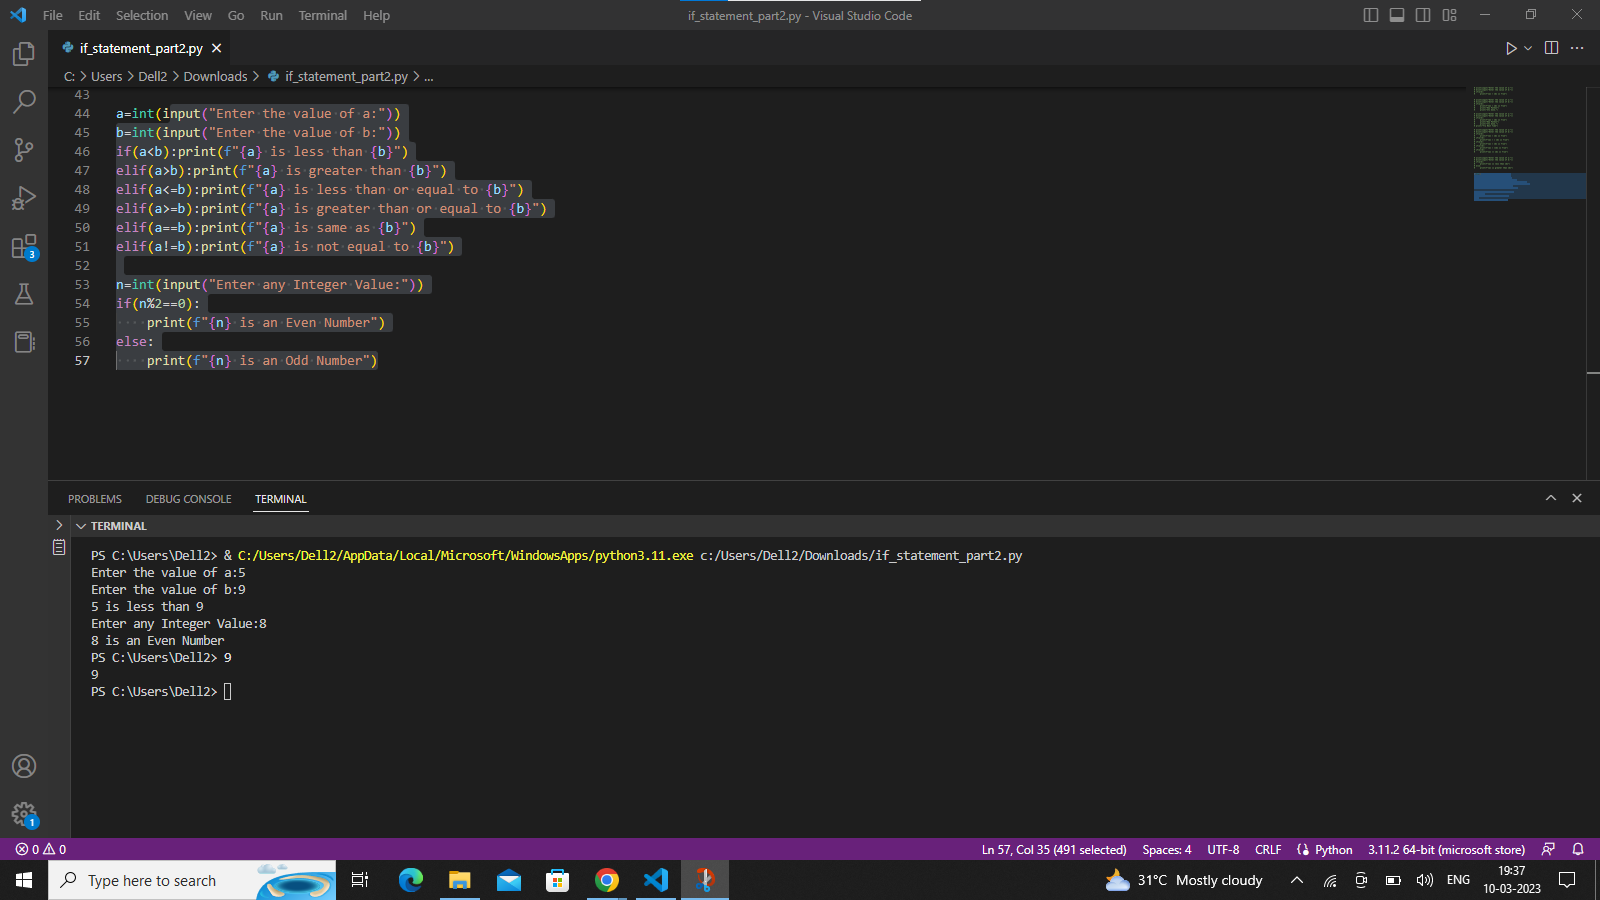 File Edit Selection View Go Run Terminal Help
if_statement_part2.py - Visual Studio Code
if_statement_part2.py
C: > Users > Dell2 > Downloads > if_statement_part2.py > ...
43
44 a=int(input("Enter the value of a:"))
45 b=int(input("Enter the value of b:"))
46 if(a<b):print(f"{a} is less than {b}")
47 elif(a>b):print(f"{a} is greater than {b}")
48 elif(a<=b):print(f"{a} is less than or equal to {b}")
49 elif(a>=b):print(f"{a} is greater than or equal to {b}")
50 elif(a==b):print(f"{a} is same as {b}")
51 elif(a!=b):print(f"{a} is not equal to {b}")
52
53 n=int(input("Enter any Integer Value:"))
54 if(n%2==0):
55     print(f"{n} is an Even Number")
56 else:
57     print(f"{n} is an Odd Number")
3
PROBLEMS DEBUG CONSOLE TERMINAL
TERMINAL
PS C:\Users\Dell2> & C:/Users/Dell2/AppData/Local/Microsoft/WindowsApps/python3.11.exe c:/Users/Dell2/Downloads/if_statement_part2.py
Enter the value of a:5
Enter the value of b:9
5 is less than 9
Enter any Integer Value:8
8 is an Even Number
PS C:\Users\Dell2> 9
9
PS C:\Users\Dell2>
1
0 0 Ln 57, Col 35 (491 selected) Spaces: 4 UTF-8 CRLF Python 3.11.2 64-bit (microsoft store)
Type here to search
31°C Mostly cloudy ENG
19:37
10-03-2023